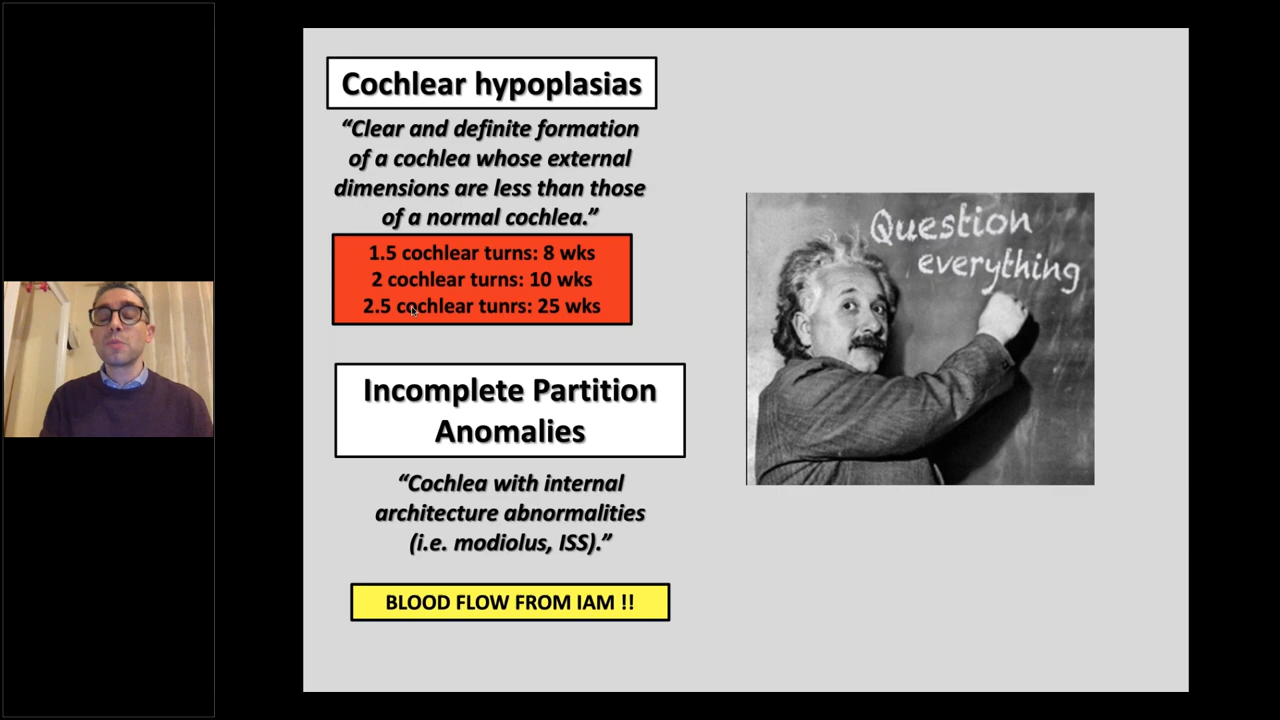 Cochlear hypoplasias
“Clear and definite formation
of a cochlea whose external
dimensions are less than those
of a normal cochlea.”
1.5 cochlear turns: 8 wks
2 cochlear turns: 10 wks
2.5 cochlear tunrs: 25 wks
Incomplete Partition
Anomalies
“Cochlea with internal
architecture abnormalities
(i.e. modiolus, ISS).”
BLOOD FLOW FROM IAM !!
Question
everything